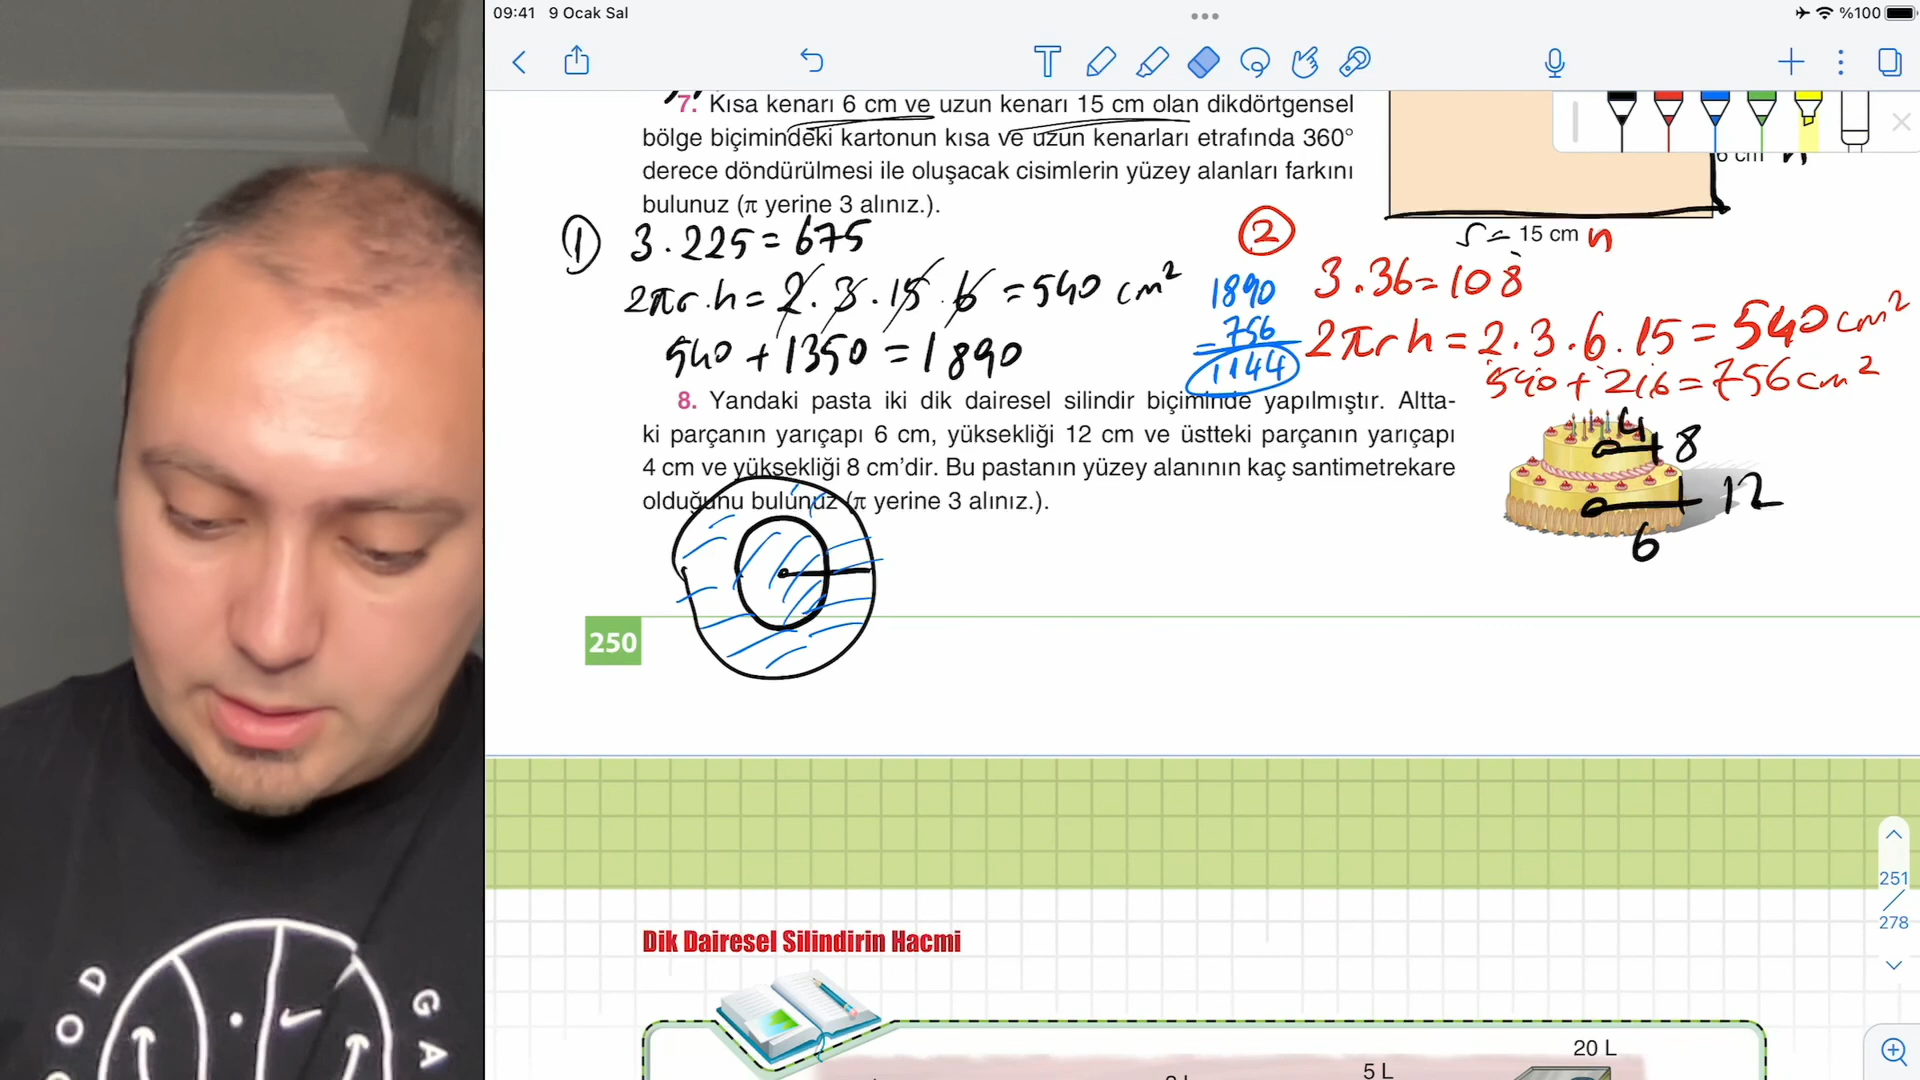 09:41 9 Ocak Sal
%100
7. Kısa kenarı 6 cm ve uzun kenarı 15 cm olan dikdörtgensel
bölge biçimindeki kartonun kısa ve uzun kenarları etrafında 360°
derece döndürülmesi ile oluşacak cisimlerin yüzey alanları farkını
bulunuz (π yerine 3 alınız.).
6 cm h
r = 15 cm h
① 3.225=675
2πr.h = 2.3.15.6 = 540 cm²
540 + 1350 = 1890
1890
- 756
1144
②
3.36=108
2πrh = 2.3.6.15 = 540 cm²
540 + 216 = 756 cm²
8. Yandaki pasta iki dik dairesel silindir biçiminde yapılmıştır. Altta-
ki parçanın yarıçapı 6 cm, yüksekliği 12 cm ve üstteki parçanın yarıçapı
4 cm ve yüksekliği 8 cm'dir. Bu pastanın yüzey alanının kaç santimetrekare
olduğunu bulunuz (π yerine 3 alınız.).
4 8
12
6
250
251
278
Dik Dairesel Silindirin Hacmi
20 L
5 L
D
O
G
A